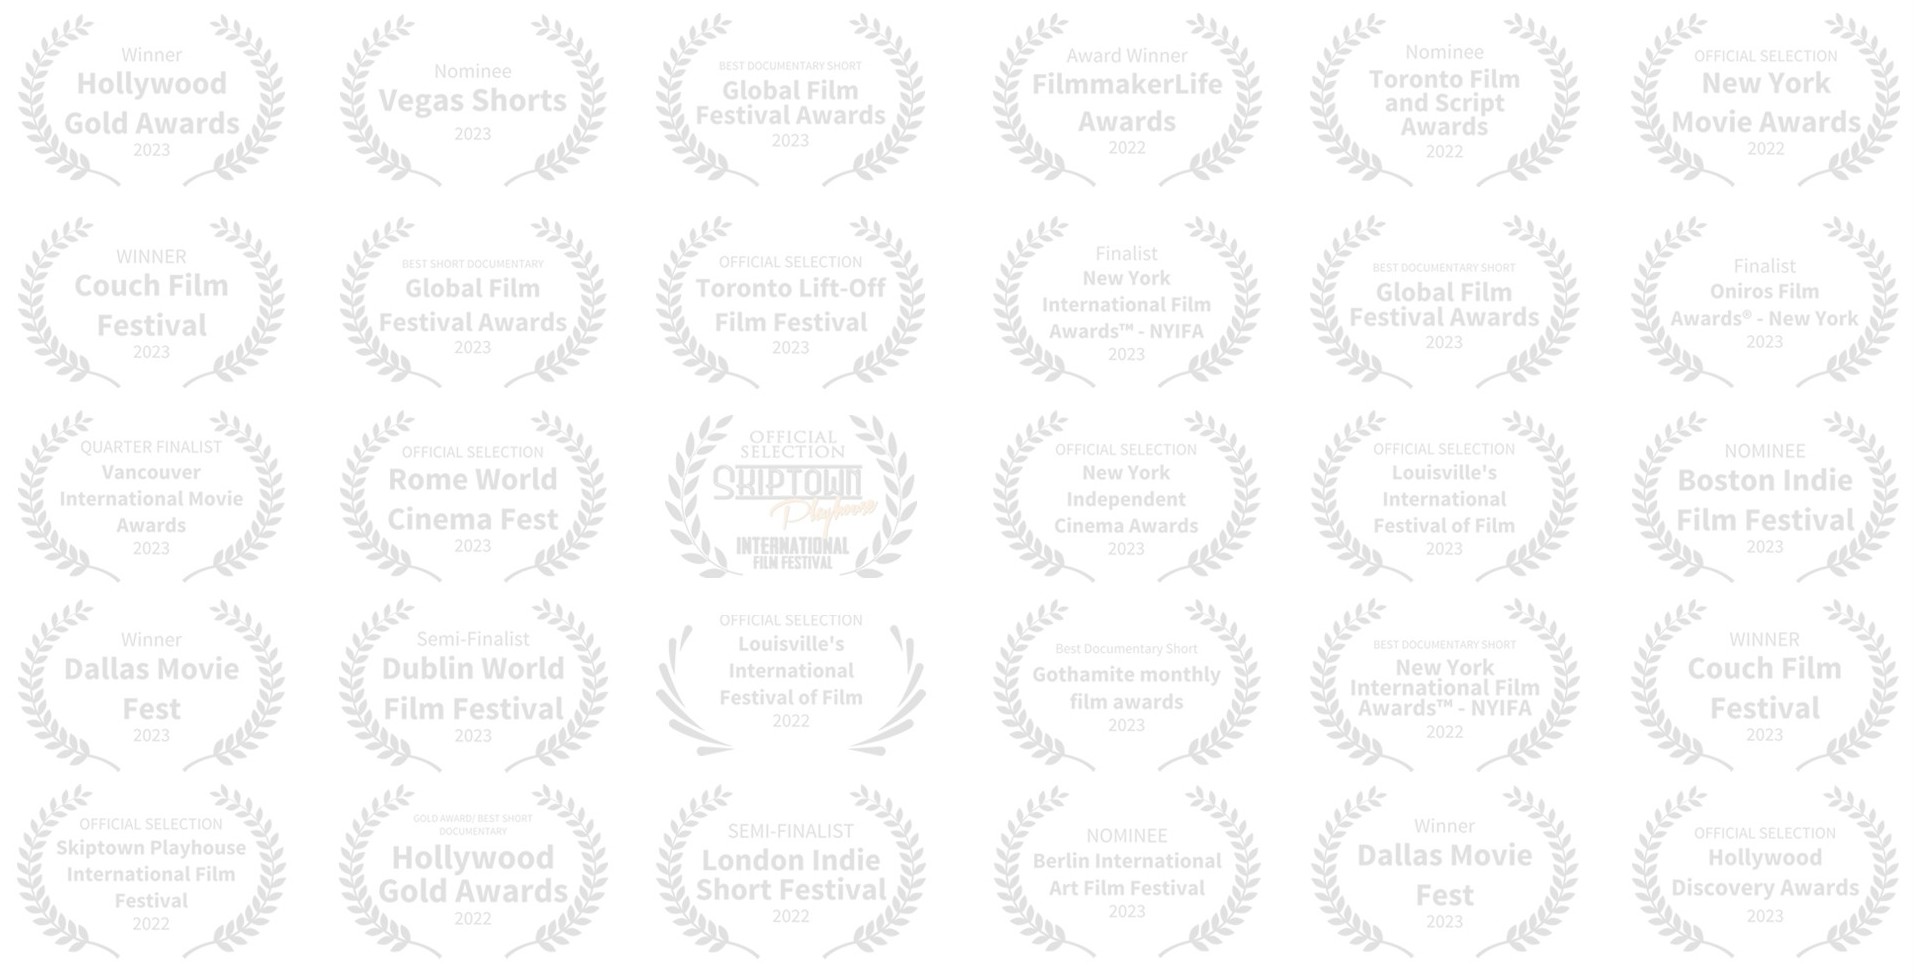 Winner
Hollywood
Gold Awards
2023
Nominee
Vegas Shorts
2023
BEST DOCUMENTARY SHORT
Global Film
Festival Awards
2023
Award Winner
FilmmakerLife
Awards
2022
Nominee
Toronto Film
and Script
Awards
2022
OFFICIAL SELECTION
New York
Movie Awards
2022
WINNER
Couch Film
Festival
2023
BEST SHORT DOCUMENTARY
Global Film
Festival Awards
2023
OFFICIAL SELECTION
Toronto Lift-Off
Film Festival
2023
Finalist
New York
International Film
Awards™ - NYIFA
2023
BEST DOCUMENTARY SHORT
Global Film
Festival Awards
2023
Finalist
Oniros Film
Awards® - New York
2023
QUARTER FINALIST
Vancouver
International Movie
Awards
2023
OFFICIAL SELECTION
Rome World
Cinema Fest
2023
OFFICIAL
SELECTION
SKIPTOWN
Playhouse
INTERNATIONAL
FILM FESTIVAL
OFFICIAL SELECTION
New York
Independent
Cinema Awards
2023
OFFICIAL SELECTION
Louisville's
International
Festival of Film
2023
NOMINEE
Boston Indie
Film Festival
2023
Winner
Dallas Movie
Fest
2023
Semi-Finalist
Dublin World
Film Festival
2023
OFFICIAL SELECTION
Louisville's
International
Festival of Film
2022
Best Documentary Short
Gothamite monthly
film awards
2023
BEST DOCUMENTARY SHORT
New York
International Film
Awards™ - NYIFA
2022
WINNER
Couch Film
Festival
2023
OFFICIAL SELECTION
Skiptown Playhouse
International Film
Festival
2022
GOLD AWARD/ BEST SHORT
DOCUMENTARY
Hollywood
Gold Awards
2022
SEMI-FINALIST
London Indie
Short Festival
2022
NOMINEE
Berlin International
Art Film Festival
2023
Winner
Dallas Movie
Fest
2023
OFFICIAL SELECTION
Hollywood
Discovery Awards
2023